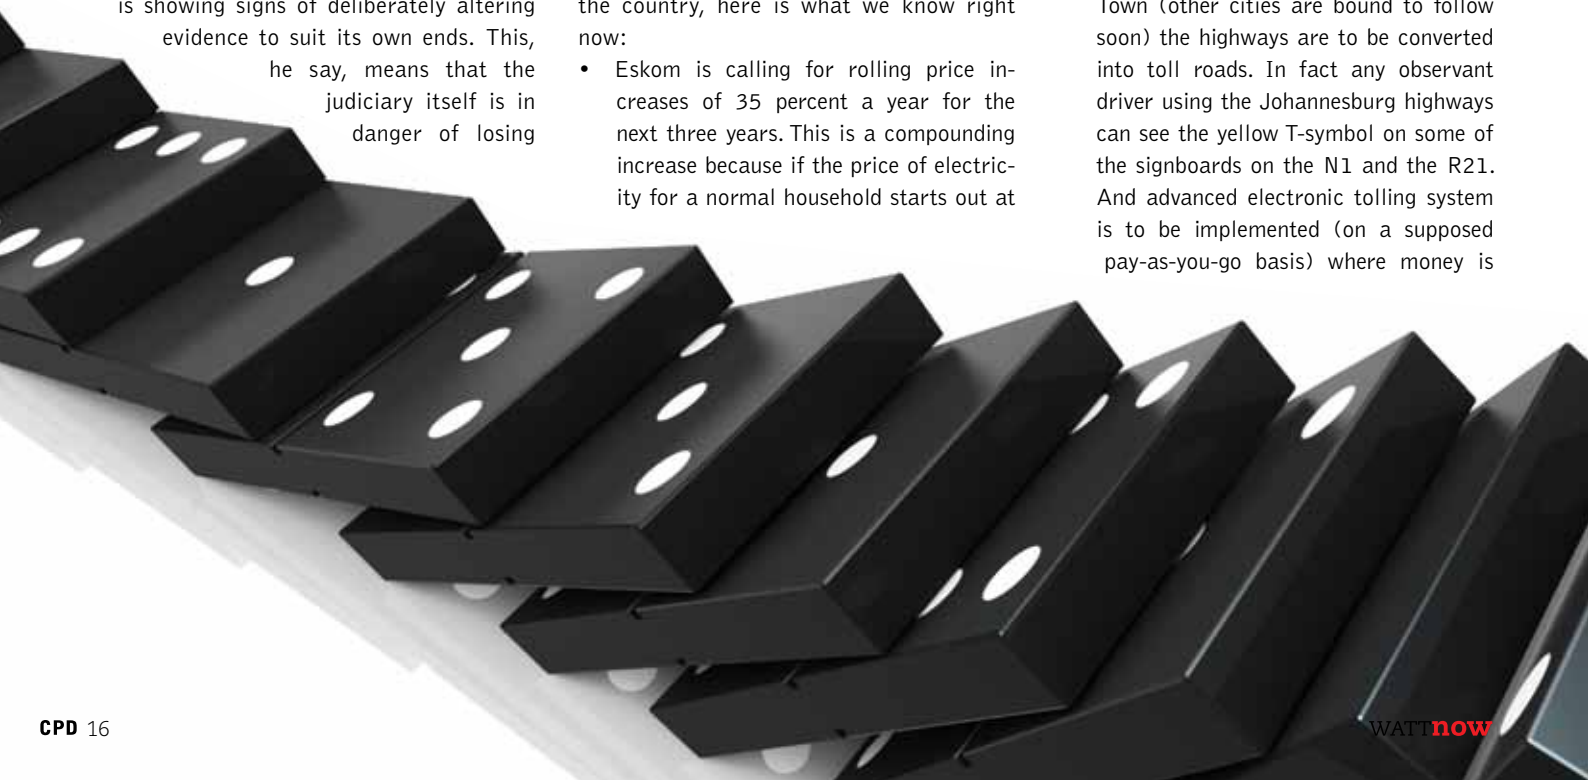 is showing signs of deliberately altering
evidence to suit its own ends. This,
he say, means that the
judiciary itself is in
danger of losing
the country, here is what we know right
now:
• Eskom is calling for rolling price in-
creases of 35 percent a year for the
next three years. This is a compounding
increase because if the price of electric-
ity for a normal household starts out at
Town (other cities are bound to follow
soon) the highways are to be converted
into toll roads. In fact any observant
driver using the Johannesburg highways
can see the yellow T-symbol on some of
the signboards on the N1 and the R21.
And advanced electronic tolling system
is to be implemented (on a supposed
pay-as-you-go basis) where money is
CPD 16
WATTnow